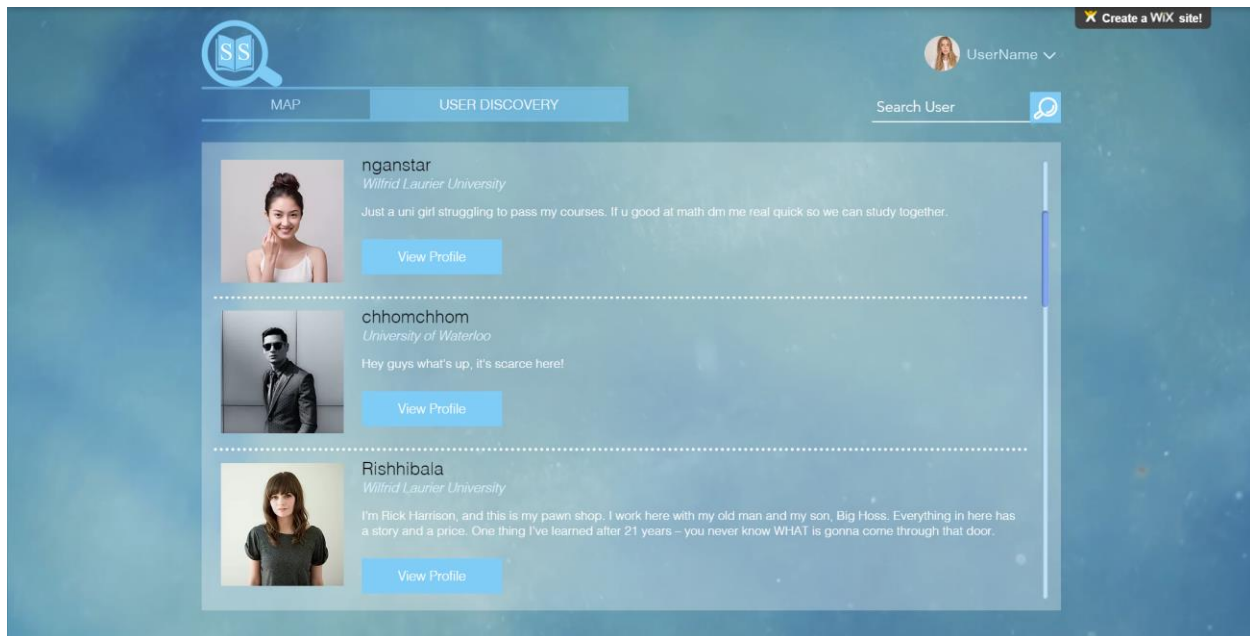 Create a WiX site!
S S
UserName
MAP
USER DISCOVERY
Search User
nganstar
Wilfrid Laurier University
Just a uni girl struggling to pass my courses. If u good at math dm me real quick so we can study together.
View Profile
chhomchhom
University of Waterloo
Hey guys what's up, it's scarce here!
View Profile
Rishhibala
Wilfrid Laurier University
I'm Rick Harrison, and this is my pawn shop. I work here with my old man and my son, Big Hoss. Everything in here has
a story and a price. One thing I've learned after 21 years – you never know WHAT is gonna come through that door.
View Profile